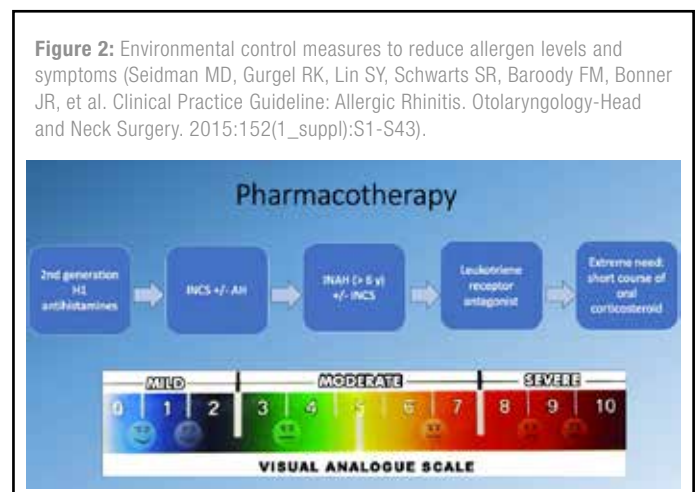 Figure 2: Environmental control measures to reduce allergen levels and
symptoms (Seidman MD, Gurgel RK, Lin SY, Schwarts SR, Baroody FM, Bonner
JR, et al. Clinical Practice Guideline: Allergic Rhinitis. Otolaryngology-Head
and Neck Surgery. 2015:152(1_suppl):S1-S43).
Pharmacotherapy
2nd generation
H1
antihistamines
INCS +/- AH
INAH (> 6 y)
+/- INCS
Leukotriene
receptor
antagonist
Extreme need:
short course of
oral
corticosteroid
MILD MODERATE SEVERE
0 1 2 3 4 5 6 7 8 9 10
VISUAL ANALOGUE SCALE